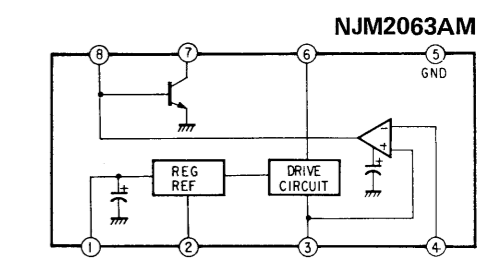 NJM2063AM
8 7 6 5
GND
−
+
+ REG REF DRIVE CIRCUIT +
1 2 3 4